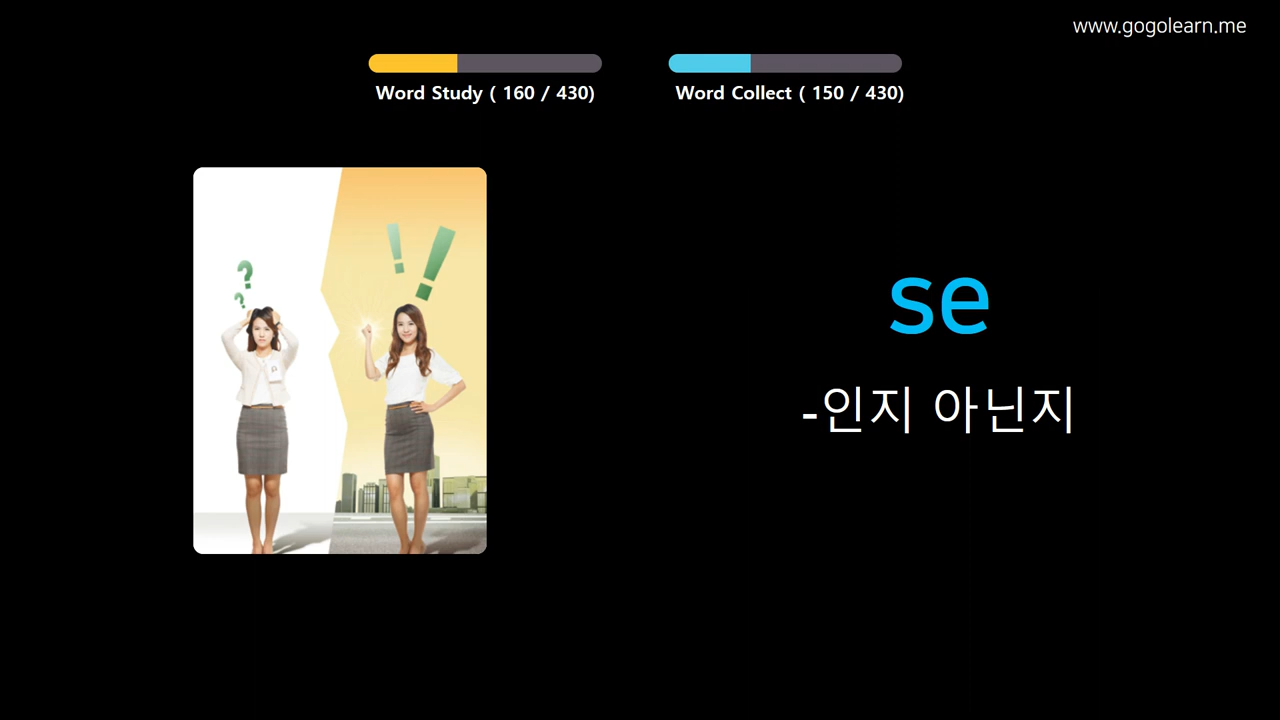 www.gogolearn.me
Word Study ( 160 / 430)
Word Collect ( 150 / 430)
? ?
! !
se
-인지 아닌지